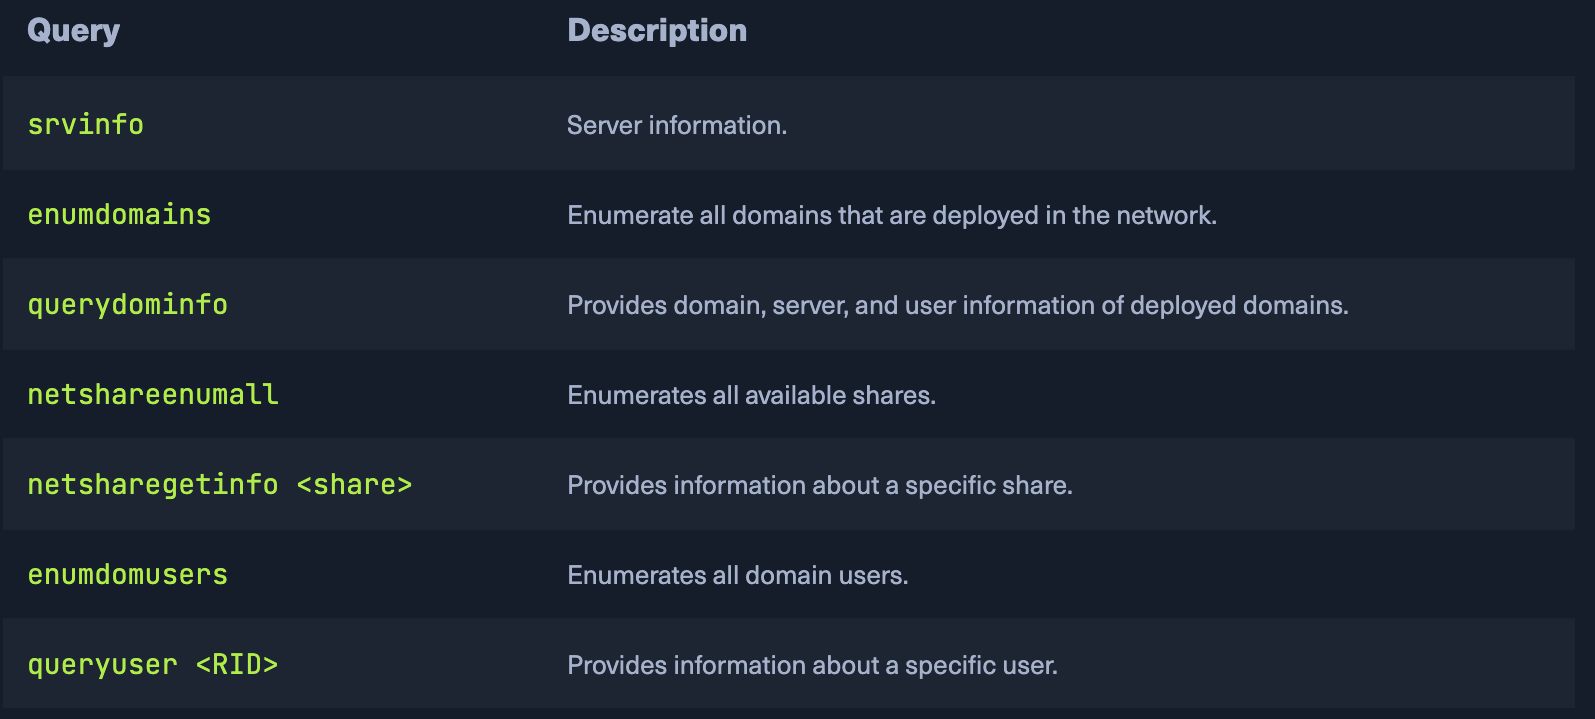 Query Description
srvinfo Server information.
enumdomains Enumerate all domains that are deployed in the network.
querydominfo Provides domain, server, and user information of deployed domains.
netshareenumall Enumerates all available shares.
netsharegetinfo <share> Provides information about a specific share.
enumdomusers Enumerates all domain users.
queryuser <RID> Provides information about a specific user.